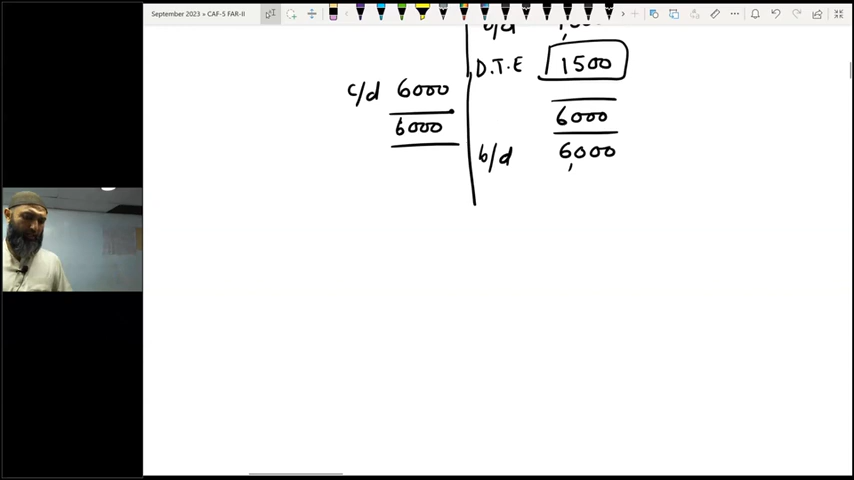 September 2023 » CAF-5 FAR-II
b/d
D.T.E 1500
c/d 6000
6000 6000
b/d 6,000